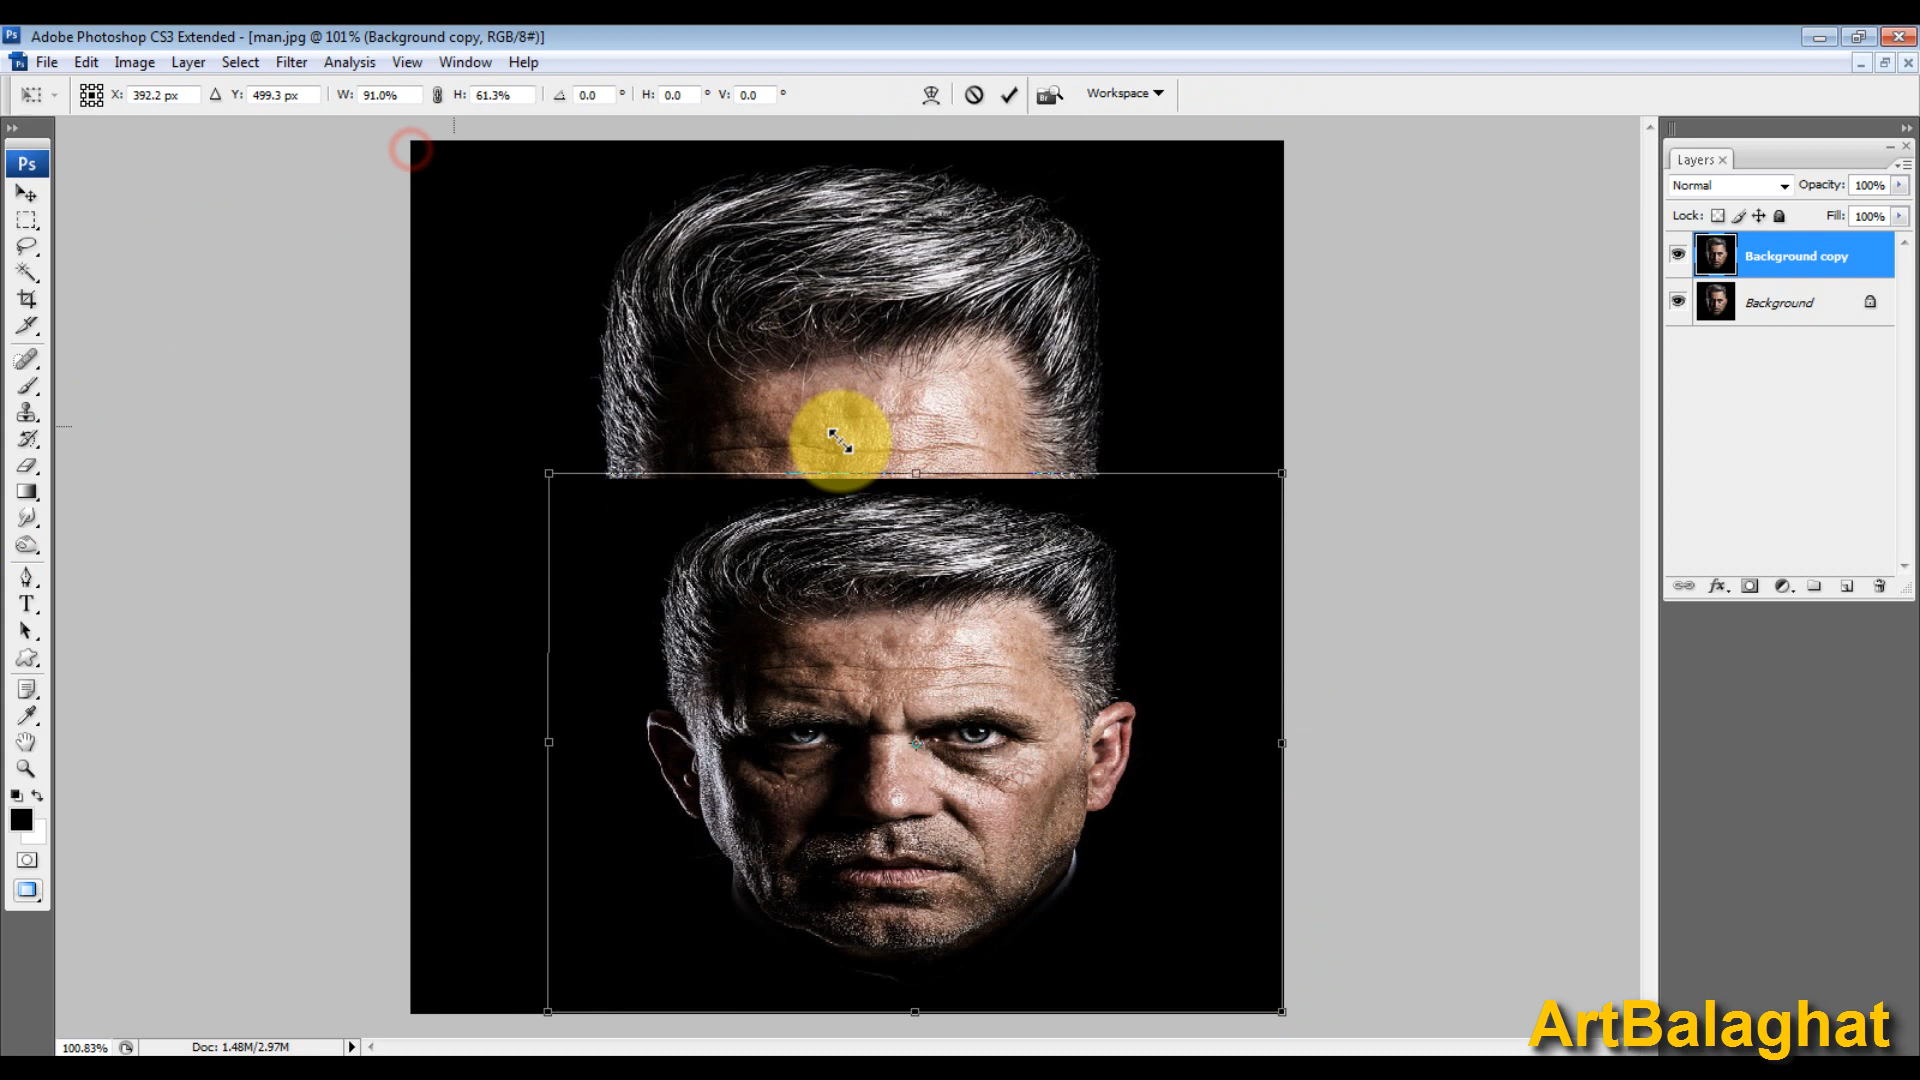 Adobe Photoshop CS3 Extended - [man.jpg @ 101% (Background copy, RGB/8#)]
File Edit Image Layer Select Filter Analysis View Window Help
X: 392.2 px Y: 499.3 px W: 91.0% H: 61.3% 0.0 ° H: 0.0 ° V: 0.0 ° Workspace
Ps
Layers
Normal Opacity: 100%
Lock: Fill: 100%
Background copy
Background
T
fx
100.83% Doc: 1.48M/2.97M
ArtBalaghat